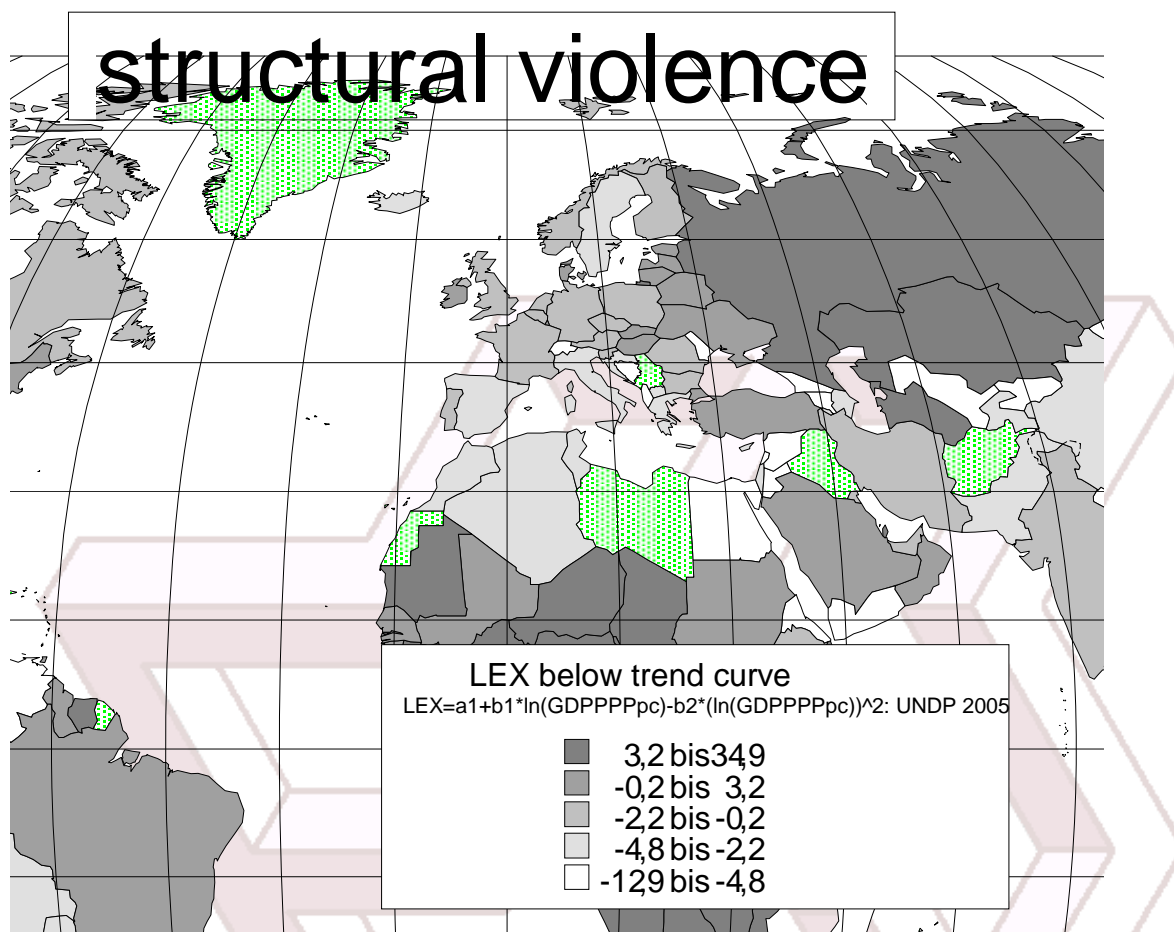 structural violence
LEX below trend curve
LEX=a1+b1*ln(GDPPPPpc)-b2*(ln(GDPPPPpc))^2: UNDP 2005
3,2 bis 34,9
-0,2 bis 3,2
-2,2 bis -0,2
-4,8 bis -2,2
-12,9 bis -4,8